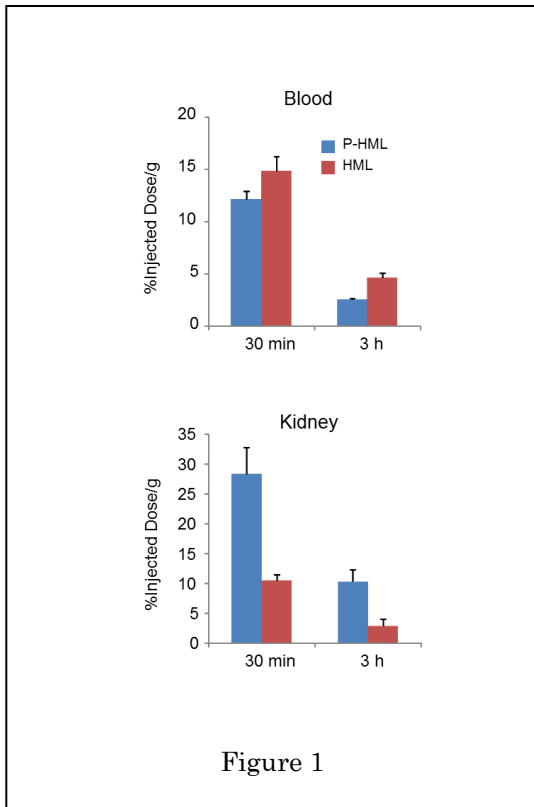 Blood
%Injected Dose/g
20
15
10
5
0
P-HML
HML
30 min 3 h
Kidney
%Injected Dose/g
35
30
25
20
15
10
5
0
30 min 3 h
Figure 1